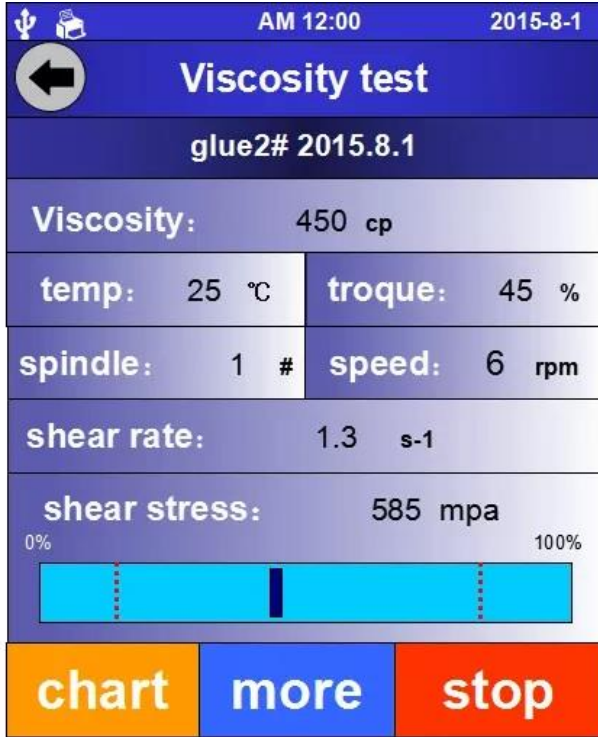 AM 12:00 2015-8-1
Viscosity test
glue2# 2015.8.1
Viscosity: 450 cp
temp: 25 ℃ troque: 45 %
spindle: 1 # speed: 6 rpm
shear rate: 1.3 s-1
shear stress: 585 mpa
0% 100%
chart more stop